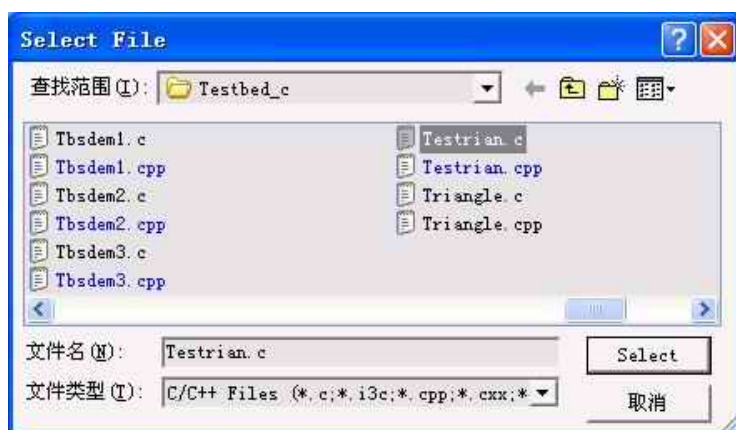 Select File
查找范围(I): Testbed_c
Tbsdem1.c
Tbsdem1.cpp
Tbsdem2.c
Tbsdem2.cpp
Tbsdem3.c
Tbsdem3.cpp
Testrian.c
Testrian.cpp
Triangle.c
Triangle.cpp
文件名(N): Testrian.c Select
文件类型(T): C/C++ Files (*.c;*.i3c;*.cpp;*.cxx;* 取消